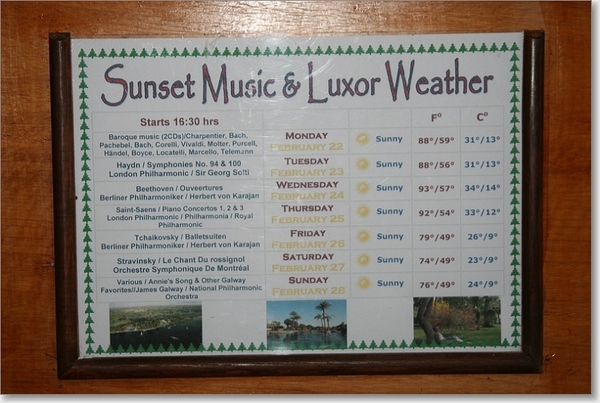 Sunset Music & Luxor Weather
Starts 16:30 hrs F° C°
Baroque music (2CDs)/Charpentier, Bach,
Pachebel, Bach, Corelli, Vivaldi, Molter, Purcell,
Händel, Boyce, Locatelli, Marcello, Telemann
MONDAY
FEBRUARY 22
Sunny 88°/59° 31°/13°
Haydn / Symphonies No. 94 & 100
London Philharmonic / Sir Georg Solti
TUESDAY
FEBRUARY 23
Sunny 88°/56° 31°/13°
Beethoven / Ouveertures
Berliner Philharmoniker / Herbert von Karajan
WEDNESDAY
FEBRUARY 24
Sunny 93°/57° 34°/14°
Saint-Saens / Piano Concertos 1, 2 & 3
London Philharmonic / Philharmonia / Royal
Philharmonic
THURSDAY
FEBRUARY 25
Sunny 92°/54° 33°/12°
Tchaikovsky / Balletsuiten
Berliner Philharmoniker / Herbert von Karajan
FRIDAY
FEBRUARY 26
Sunny 79°/49° 26°/9°
Stravinsky / Le Chant Du rossignol
Orchestre Symphonique De Montréal
SATURDAY
FEBRUARY 27
Sunny 74°/49° 23°/9°
Various / Annie's Song & Other Galway
Favorites//James Galway / National Philharmonic
Orchestra
SUNDAY
FEBRUARY 28
Sunny 76°/49° 24°/9°